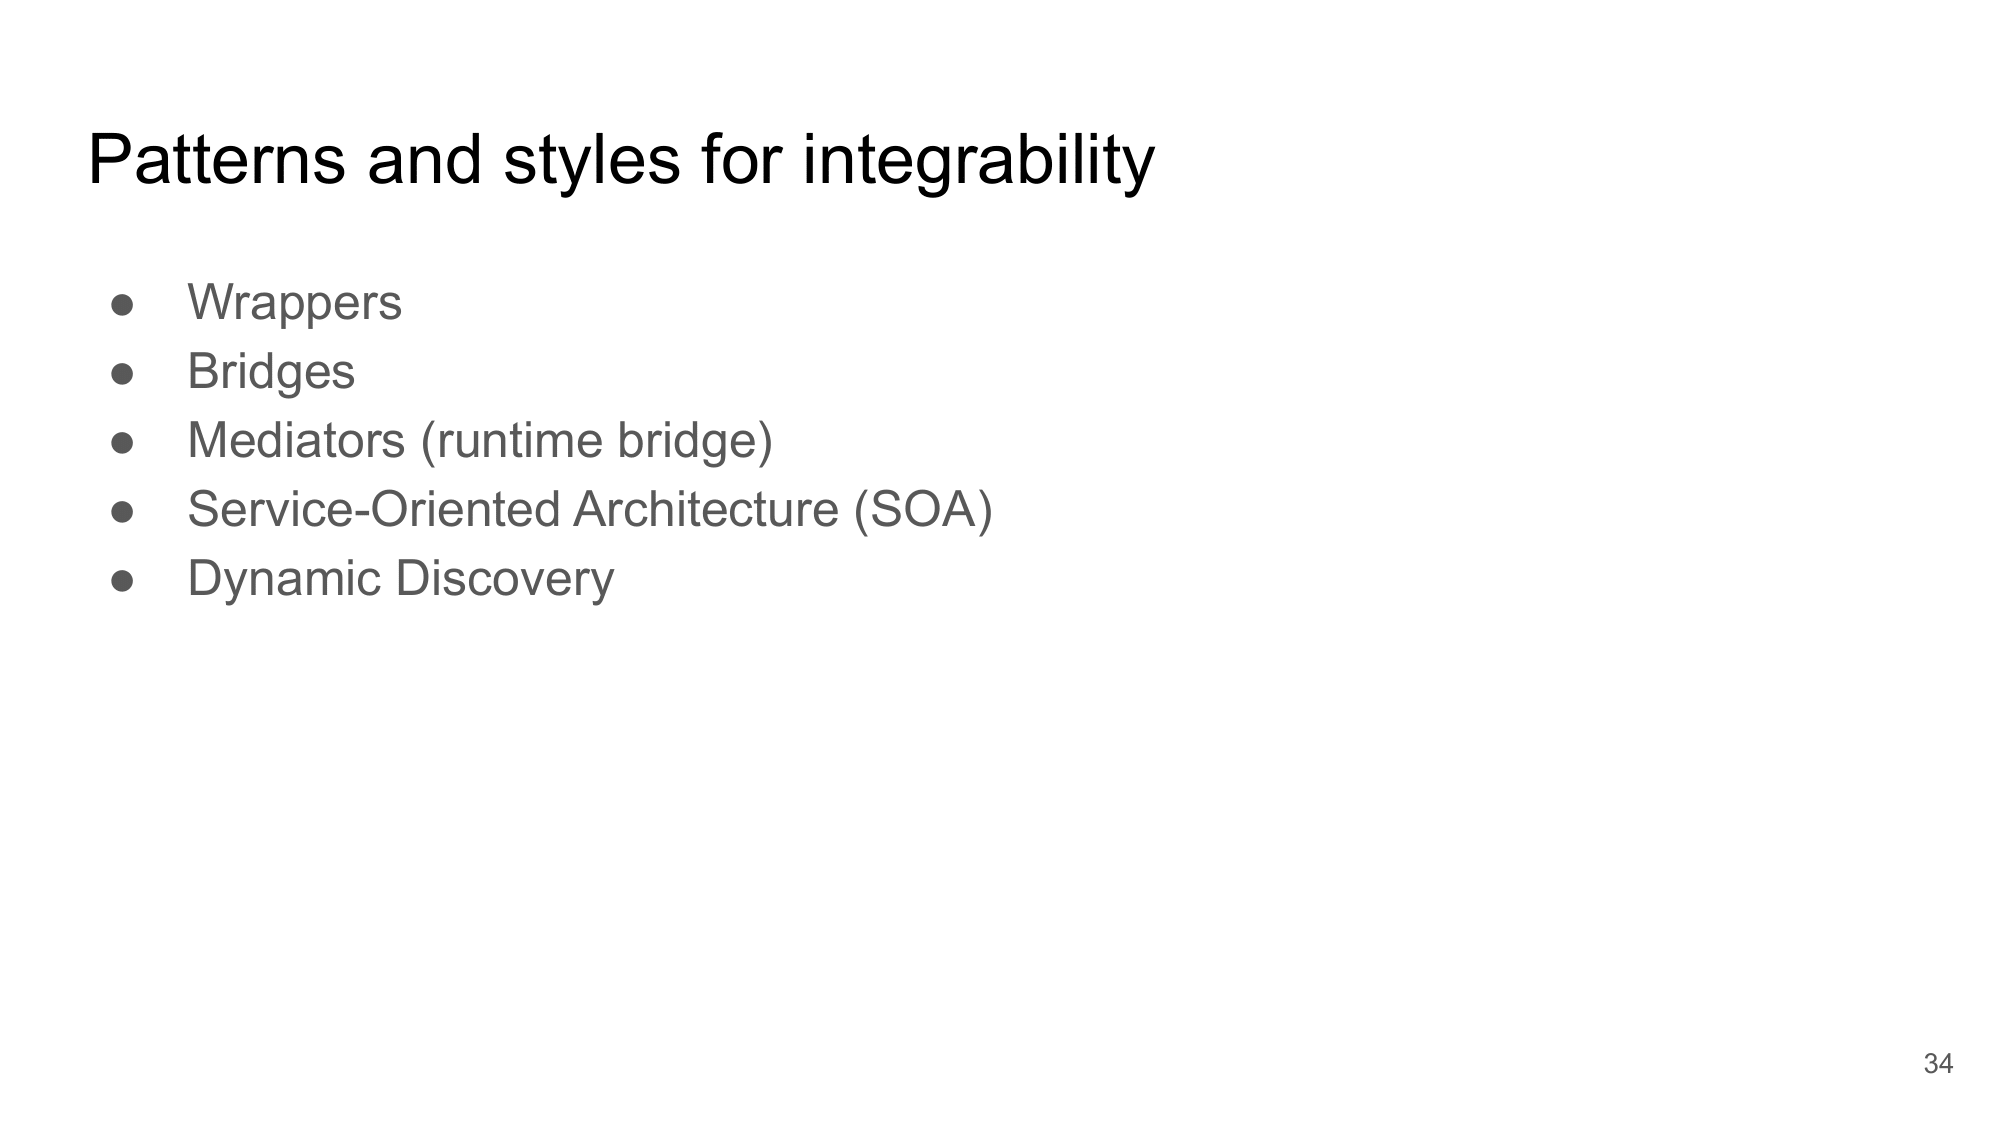 Patterns and styles for integrability
● Wrappers
● Bridges
● Mediators (runtime bridge)
● Service-Oriented Architecture (SOA)
● Dynamic Discovery
34